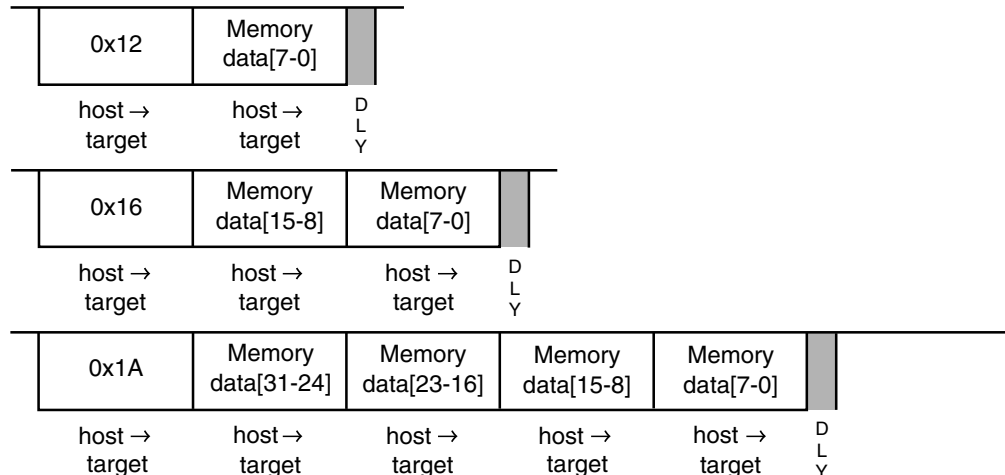 0x12 Memory data[7-0]
host → target host → target D L Y
0x16 Memory data[15-8] Memory data[7-0]
host → target host → target host → target D L Y
0x1A Memory data[31-24] Memory data[23-16] Memory data[15-8] Memory data[7-0]
host → target host → target host → target host → target host → target D L Y